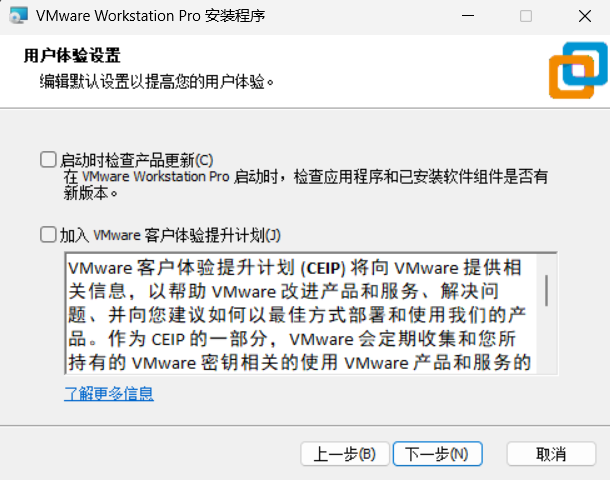 VMware Workstation Pro 安装程序
用户体验设置
编辑默认设置以提高您的用户体验。
启动时检查产品更新(C)
在 VMware Workstation Pro 启动时，检查应用程序和已安装软件组件是否有
新版本。
加入 VMware 客户体验提升计划(J)
VMware 客户体验提升计划 (CEIP) 将向 VMware 提供相
关信息，以帮助 VMware 改进产品和服务、解决问
题、并向您建议如何以最佳方式部署和使用我们的产
品。作为 CEIP 的一部分，VMware 会定期收集和您所
持有的 VMware 密钥相关的使用 VMware 产品和服务的
了解更多信息
上一步(B) 下一步(N) 取消